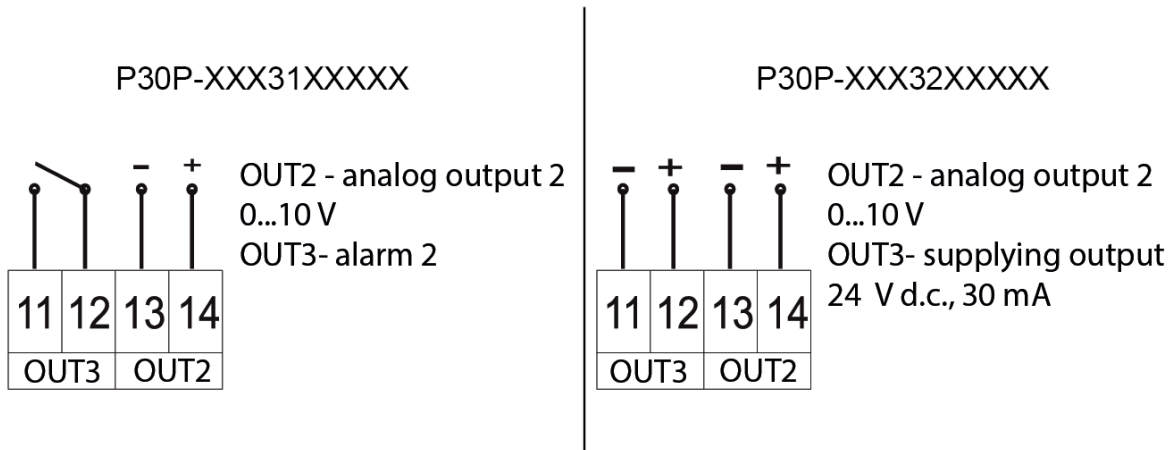 P30P-XXX31XXXXX
− +
OUT2 - analog output 2
0...10 V
OUT3- alarm 2
11 12 13 14
OUT3 OUT2
P30P-XXX32XXXXX
− + − +
OUT2 - analog output 2
0...10 V
OUT3- supplying output
24 V d.c., 30 mA
11 12 13 14
OUT3 OUT2